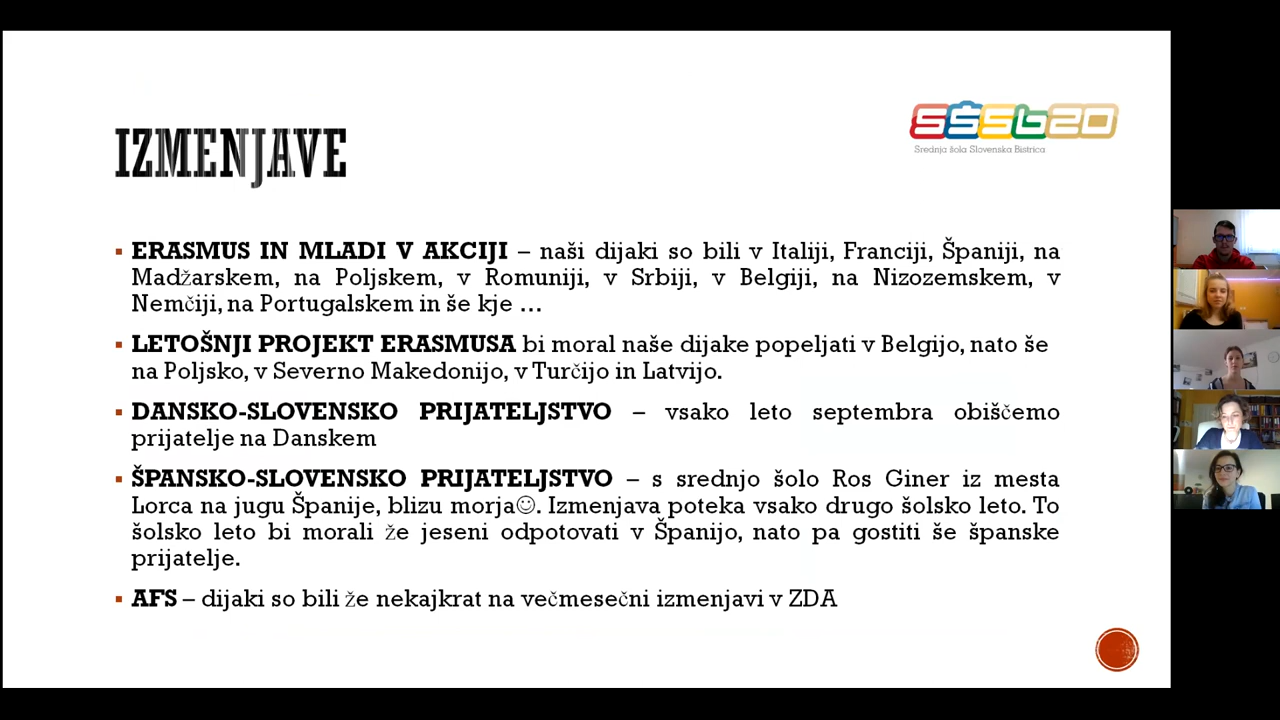 IZMENJAVE
sšsb20
Srednja šola Slovenska Bistrica
▪ ERASMUS IN MLADI V AKCIJI – naši dijaki so bili v Italiji, Franciji, Španiji, na
Madžarskem, na Poljskem, v Romuniji, v Srbiji, v Belgiji, na Nizozemskem, v
Nemčiji, na Portugalskem in še kje …
▪ LETOŠNJI PROJEKT ERASMUSA bi moral naše dijake popeljati v Belgijo, nato še
na Poljsko, v Severno Makedonijo, v Turčijo in Latvijo.
▪ DANSKO-SLOVENSKO PRIJATELJSTVO – vsako leto septembra obiščemo
prijatelje na Danskem
▪ ŠPANSKO-SLOVENSKO PRIJATELJSTVO – s srednjo šolo Ros Giner iz mesta
Lorca na jugu Španije, blizu morja☺. Izmenjava poteka vsako drugo šolsko leto. To
šolsko leto bi morali že jeseni odpotovati v Španijo, nato pa gostiti še španske
prijatelje.
▪ AFS – dijaki so bili že nekajkrat na večmesečni izmenjavi v ZDA